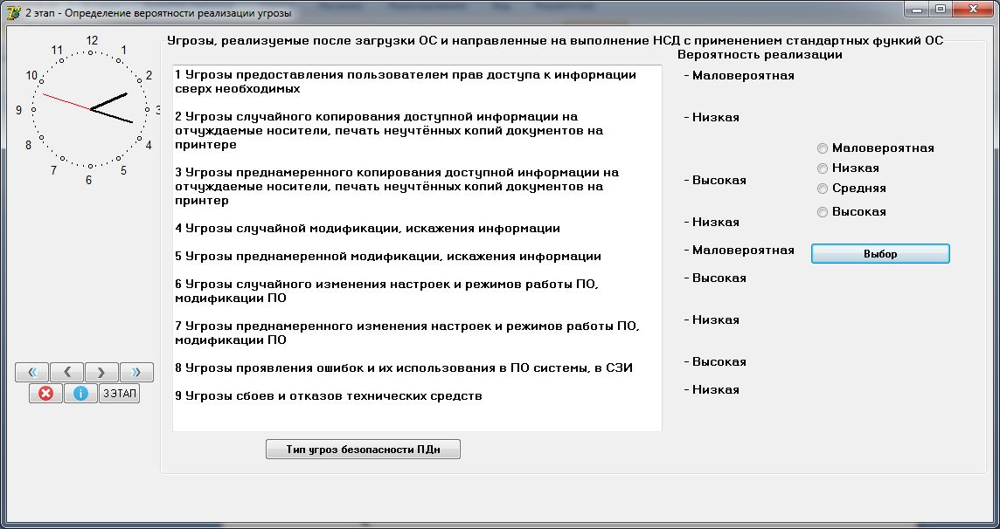 2 этап - Определение вероятности реализации угрозы
12
11
1
10
2
9
3
8
4
7
5
6
Угрозы, реализуемые после загрузки ОС и направленные на выполнение НСД с применением стандартных функий ОС
Вероятность реализации
1 Угрозы предоставления пользователем прав доступа к информации
сверх необходимых
- Маловероятная
2 Угрозы случайного копирования доступной информации на
отчуждаемые носители, печать неучтённых копий документов на
принтере
- Низкая
3 Угрозы преднамеренного копирования доступной информации на
отчуждаемые носители, печать неучтённых копий документов на
принтер
- Высокая
4 Угрозы случайной модификации, искажения информации
- Низкая
5 Угрозы преднамеренной модификации, искажения информации
- Маловероятная
6 Угрозы случайного изменения настроек и режимов работы ПО,
модификации ПО
- Высокая
7 Угрозы преднамеренного изменения настроек и режимов работы ПО,
модификации ПО
- Низкая
8 Угрозы проявления ошибок и их использования в ПО системы, в СЗИ
- Высокая
9 Угрозы сбоев и отказов технических средств
- Низкая
Маловероятная
Низкая
Средняя
Высокая
Выбор
3 ЭТАП
Тип угроз безопасности ПДн